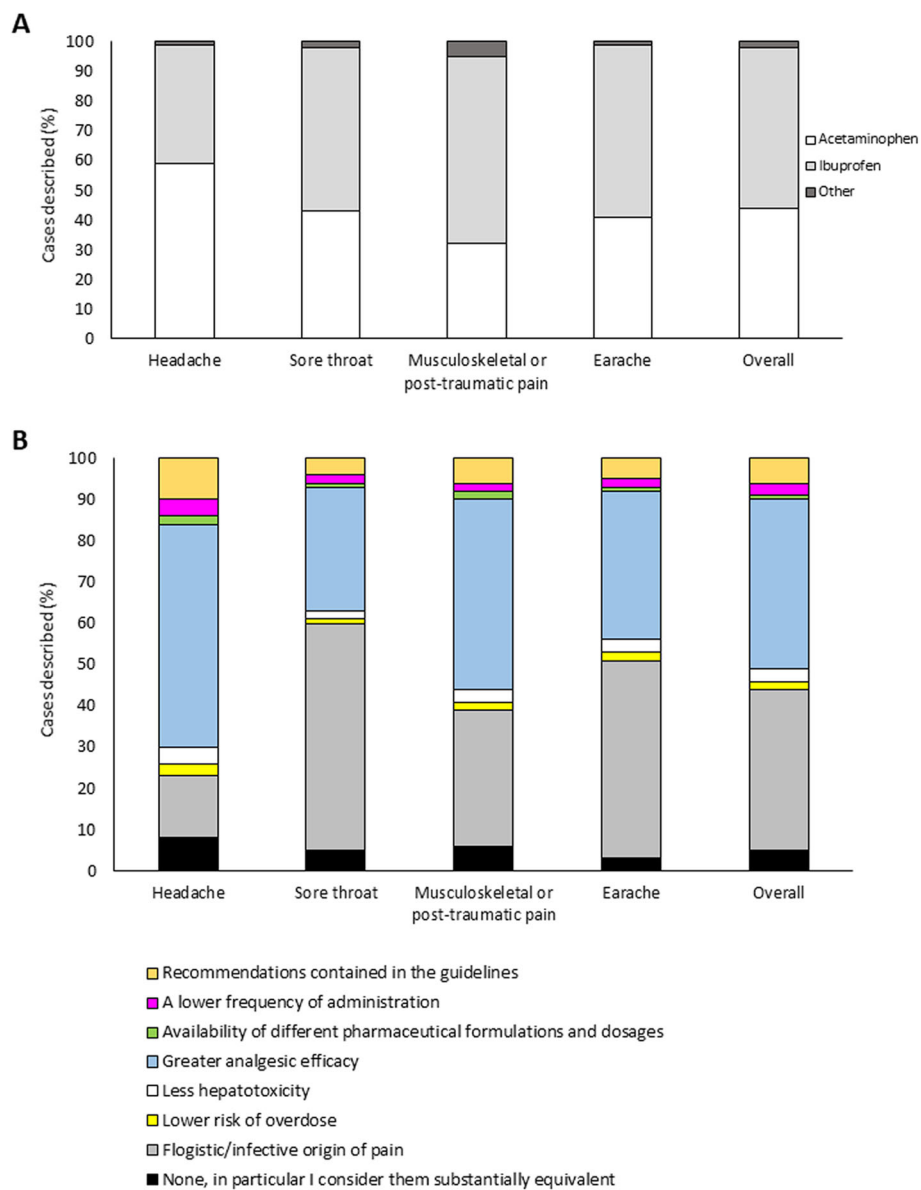 A
100
90
80
70
60
50
40
30
20
10
0
Cases described (%)
Headache
Sore throat
Musculoskeletal or
post-traumatic pain
Earache
Overall
Acetaminophen
Ibuprofen
Other
B
100
90
80
70
60
50
40
30
20
10
0
Cases described (%)
Headache
Sore throat
Musculoskeletal or
post-traumatic pain
Earache
Overall
Recommendations contained in the guidelines
A lower frequency of administration
Availability of different pharmaceutical formulations and dosages
Greater analgesic efficacy
Less hepatotoxicity
Lower risk of overdose
Flogistic/infective origin of pain
None, in particular I consider them substantially equivalent